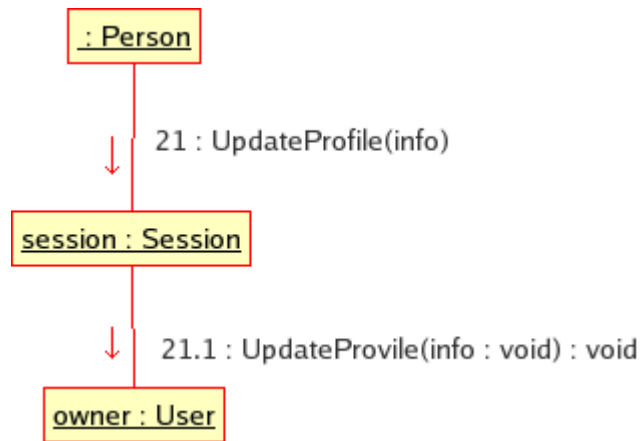 : Person
21 : UpdateProfile(info)
session : Session
21.1 : UpdateProvile(info : void) : void
owner : User